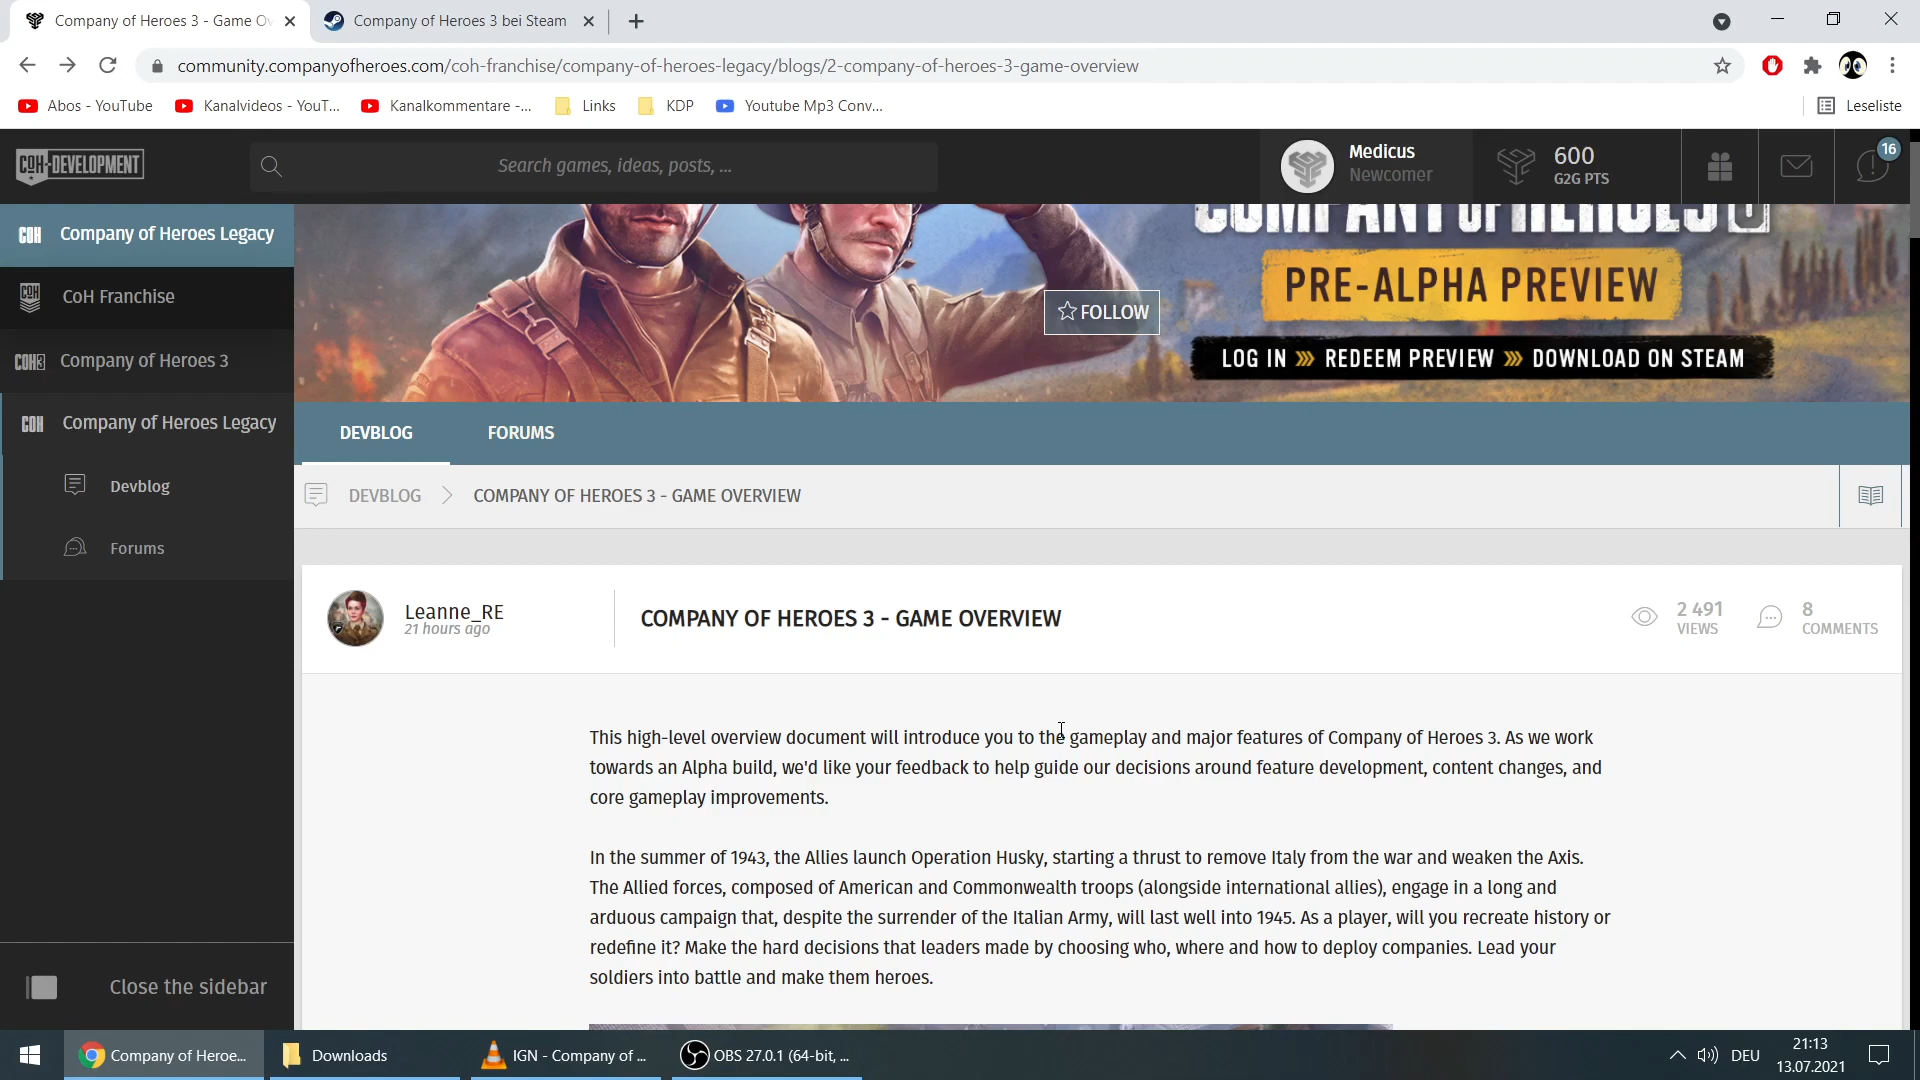 Company of Heroes 3 - Game Ov
Company of Heroes 3 bei Steam
community.companyofheroes.com/coh-franchise/company-of-heroes-legacy/blogs/2-company-of-heroes-3-game-overview
Abos - YouTube
Kanalvideos - YouT...
Kanalkommentare -...
Links
KDP
Youtube Mp3 Conv...
Leseliste
COH-DEVELOPMENT
Search games, ideas, posts, ...
Medicus
Newcomer
600
G2G PTS
16
COH
Company of Heroes Legacy
COH
CoH Franchise
COH3
Company of Heroes 3
COH
Company of Heroes Legacy
Devblog
Forums
Close the sidebar
COMPANY OF HEROES 3
PRE-ALPHA PREVIEW
FOLLOW
LOG IN »» REDEEM PREVIEW »» DOWNLOAD ON STEAM
DEVBLOG
FORUMS
DEVBLOG
COMPANY OF HEROES 3 - GAME OVERVIEW
Leanne_RE
21 hours ago
COMPANY OF HEROES 3 - GAME OVERVIEW
2 491
VIEWS
8
COMMENTS
This high-level overview document will introduce you to the gameplay and major features of Company of Heroes 3. As we work
towards an Alpha build, we'd like your feedback to help guide our decisions around feature development, content changes, and
core gameplay improvements.
In the summer of 1943, the Allies launch Operation Husky, starting a thrust to remove Italy from the war and weaken the Axis.
The Allied forces, composed of American and Commonwealth troops (alongside international allies), engage in a long and
arduous campaign that, despite the surrender of the Italian Army, will last well into 1945. As a player, will you recreate history or
redefine it? Make the hard decisions that leaders made by choosing who, where and how to deploy companies. Lead your
soldiers into battle and make them heroes.
Company of Heroe...
Downloads
IGN - Company of ...
OBS 27.0.1 (64-bit, ...
DEU
21:13
13.07.2021